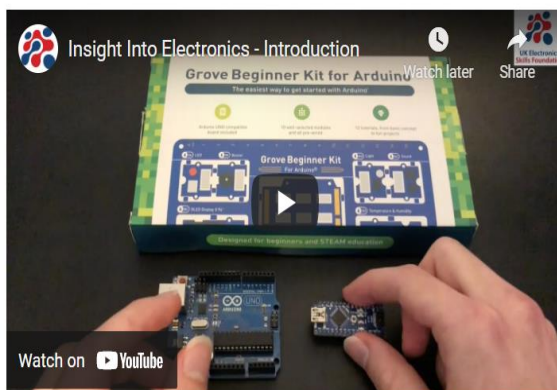 Insight Into Electronics - Introduction
Watch later
Share
UK Electronics
Skills Foundation
Grove Beginner Kit for Arduino
The easiest way to get started with Arduino!
Grove Beginner Kit
For Arduino
Designed for beginners and STEAM education
ARDUINO
UNO
Watch on YouTube